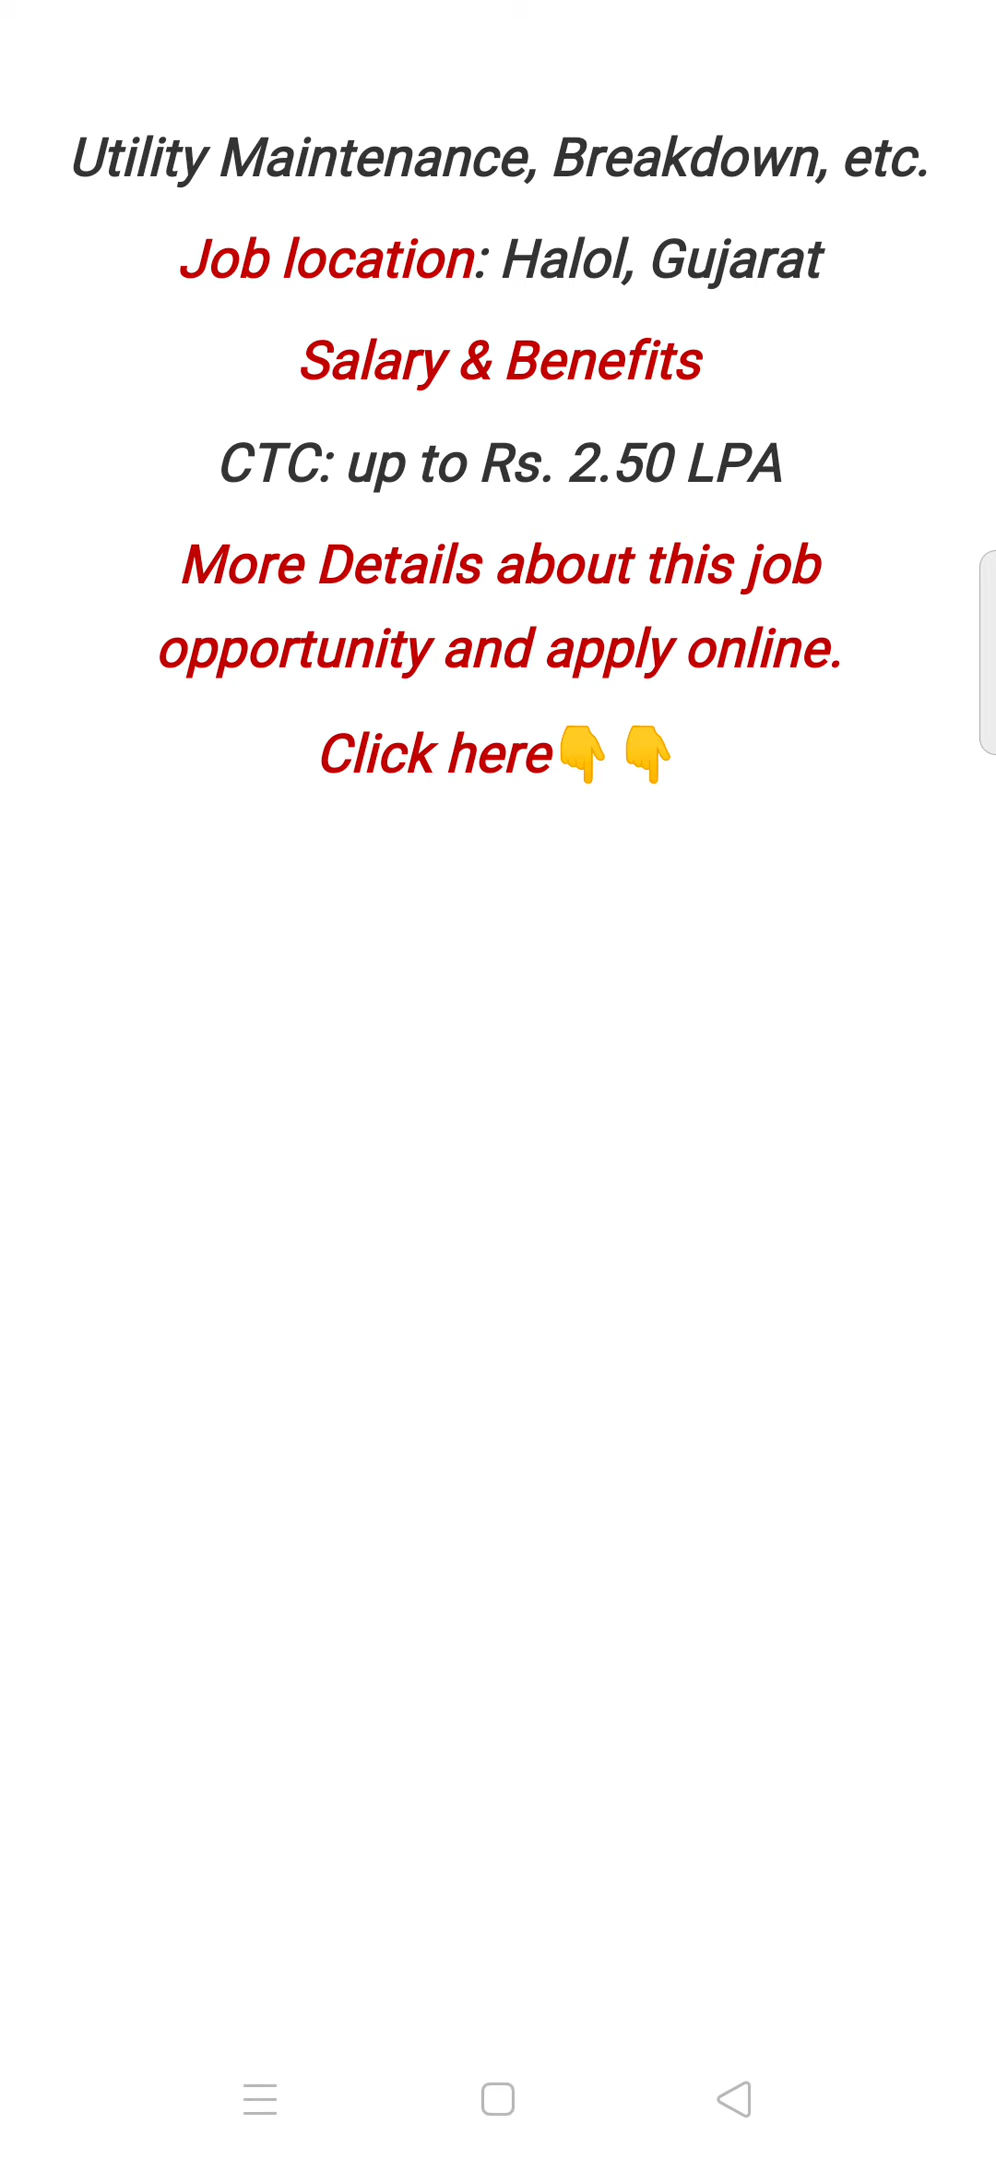 Utility Maintenance, Breakdown, etc.
Job location: Halol, Gujarat
Salary & Benefits
CTC: up to Rs. 2.50 LPA
More Details about this job
opportunity and apply online.
Click here👇👇